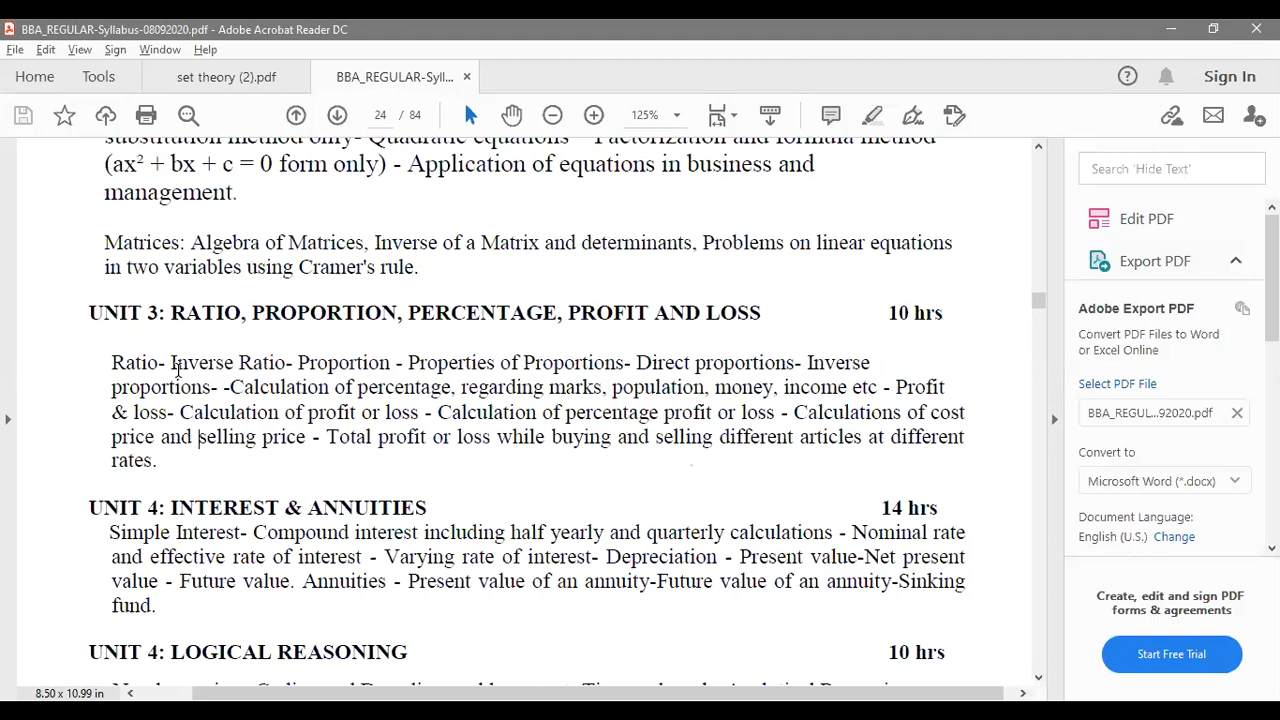 BBA_REGULAR-Syllabus-08092020.pdf - Adobe Acrobat Reader DC
File Edit View Sign Window Help
Home Tools set theory (2).pdf BBA_REGULAR-Syll... × Sign In
24 / 84 125%
substitution method only- Quadratic equations - Factorization and formula method
(ax² + bx + c = 0 form only) - Application of equations in business and
management.
Matrices: Algebra of Matrices, Inverse of a Matrix and determinants, Problems on linear equations
in two variables using Cramer's rule.
UNIT 3: RATIO, PROPORTION, PERCENTAGE, PROFIT AND LOSS 10 hrs
Ratio- Inverse Ratio- Proportion - Properties of Proportions- Direct proportions- Inverse
proportions- -Calculation of percentage, regarding marks, population, money, income etc - Profit
& loss- Calculation of profit or loss - Calculation of percentage profit or loss - Calculations of cost
price and selling price - Total profit or loss while buying and selling different articles at different
rates.
UNIT 4: INTEREST & ANNUITIES 14 hrs
Simple Interest- Compound interest including half yearly and quarterly calculations - Nominal rate
and effective rate of interest - Varying rate of interest- Depreciation - Present value-Net present
value - Future value. Annuities - Present value of an annuity-Future value of an annuity-Sinking
fund.
UNIT 4: LOGICAL REASONING 10 hrs
8.50 x 10.99 in
Search 'Hide Text'
Edit PDF
Export PDF
Adobe Export PDF
Convert PDF Files to Word
or Excel Online
Select PDF File
BBA_REGUL...92020.pdf ×
Convert to
Microsoft Word (*.docx)
Document Language:
English (U.S.) Change
Create, edit and sign PDF
forms & agreements
Start Free Trial